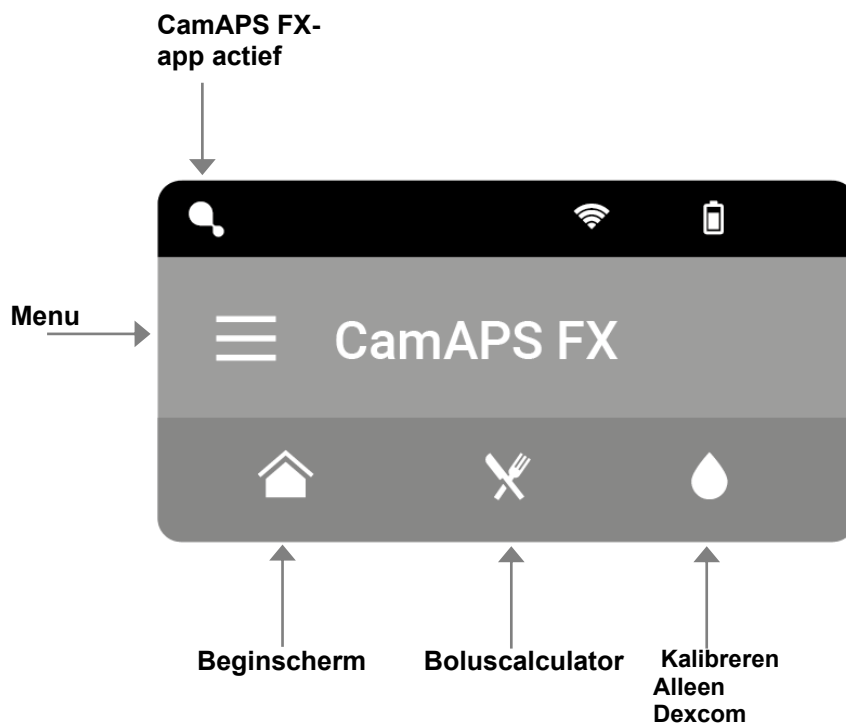 CamAPS FX-
app actief
Menu
CamAPS FX
Beginscherm
Boluscalculator
Kalibreren
Alleen
Dexcom